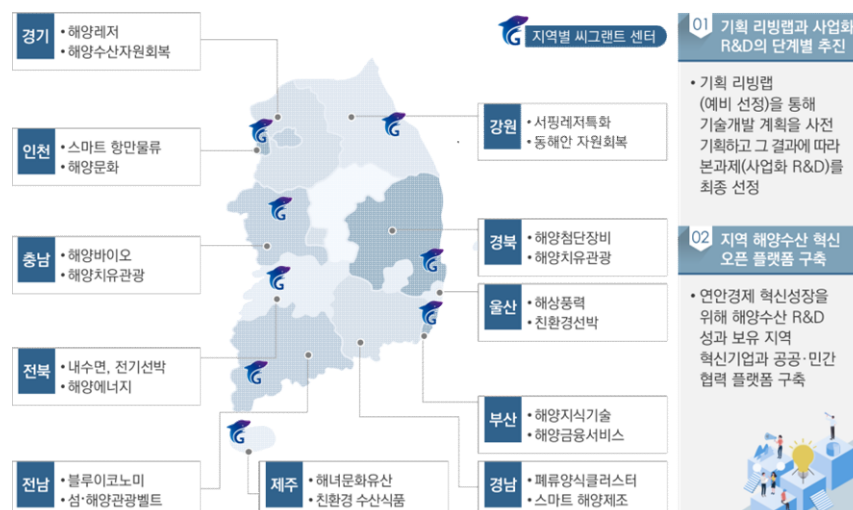 경기
• 해양레저
• 해양수산자원회복
지역별 씨그랜트 센터
인천
• 스마트 항만물류
• 해양문화
강원
• 서핑레저특화
• 동해안 자원회복
충남
• 해양바이오
• 해양치유관광
경북
• 해양첨단장비
• 해양치유관광
울산
• 해상풍력
• 친환경선박
전북
• 내수면, 전기선박
• 해양에너지
부산
• 해양지식기술
• 해양금융서비스
전남
• 블루이코노미
• 섬·해양관광벨트
제주
• 해녀문화유산
• 친환경 수산식품
경남
• 패류양식클러스터
• 스마트 해양제조
01 기획 리빙랩과 사업화
R&D의 단계별 추진
• 기획 리빙랩
(예비 선정)을 통해
기술개발 계획을 사전
기획하고 그 결과에 따라
본과제(사업화 R&D)를
최종 선정
02 지역 해양수산 혁신
오픈 플랫폼 구축
• 연안경제 혁신성장을
위해 해양수산 R&D
성과 보유 지역
혁신기업과 공공·민간
협력 플랫폼 구축